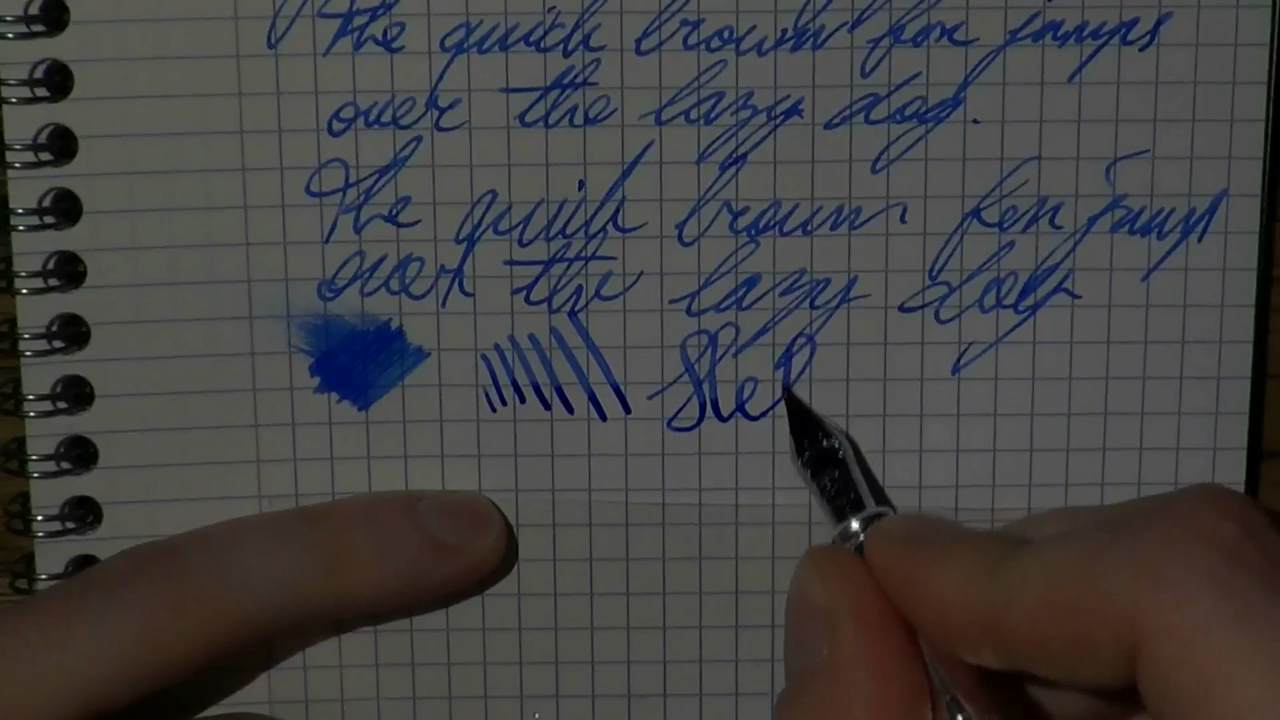 The quick brown fox jumps
over the lazy dog.
The quick brown fox jumps
over the lazy dog